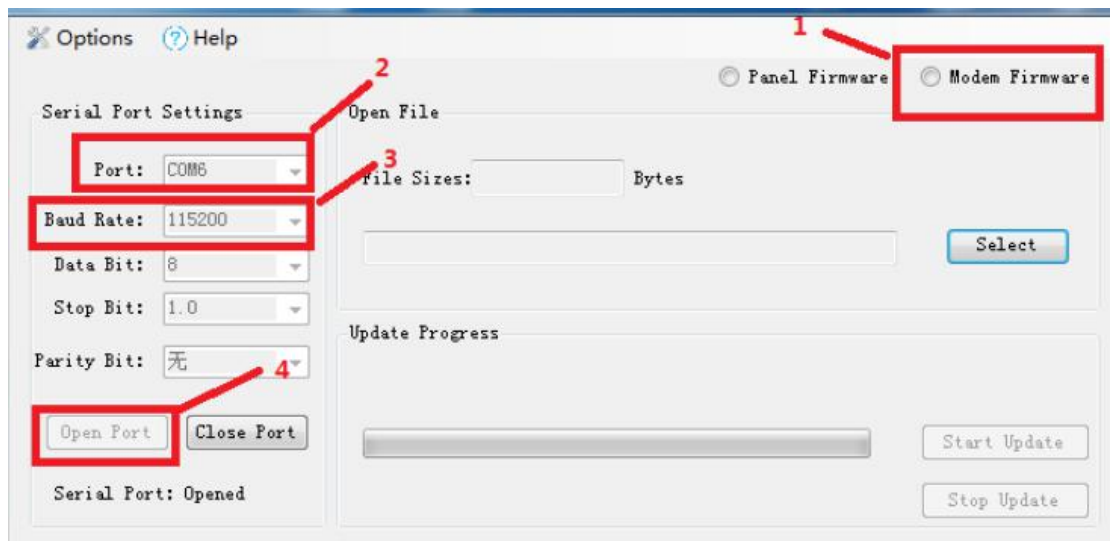 Options Help
1
2
Panel Firmware Modem Firmware
Serial Port Settings
Open File
Port: COM6
3
File Sizes: Bytes
Baud Rate: 115200
Select
Data Bit: 8
Stop Bit: 1.0
Update Progress
Parity Bit: 无
4
Open Port Close Port
Start Update
Serial Port: Opened
Stop Update